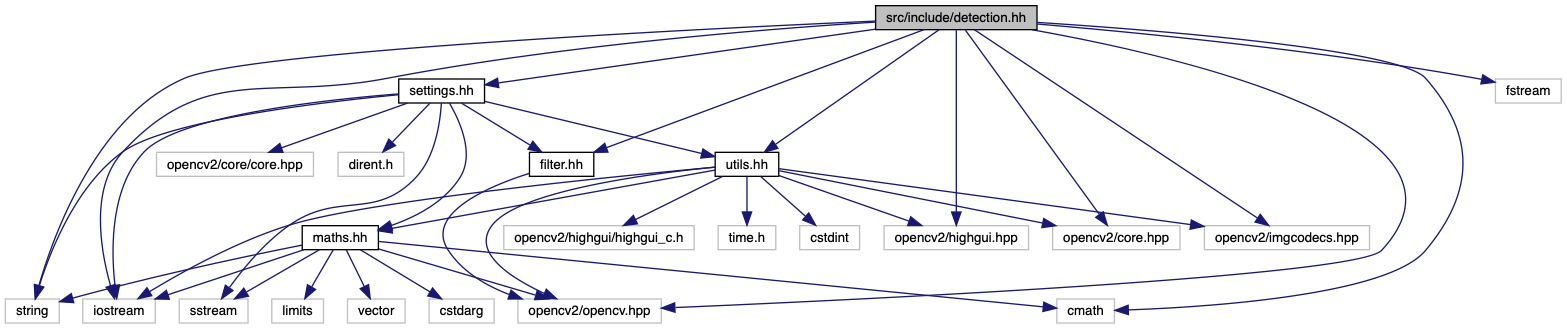 src/include/detection.hh
settings.hh
fstream
opencv2/core/core.hpp
dirent.h
filter.hh
utils.hh
maths.hh
opencv2/highgui/highgui_c.h
time.h
cstdint
opencv2/highgui.hpp
opencv2/core.hpp
opencv2/imgcodecs.hpp
string
iostream
sstream
limits
vector
cstdarg
opencv2/opencv.hpp
cmath